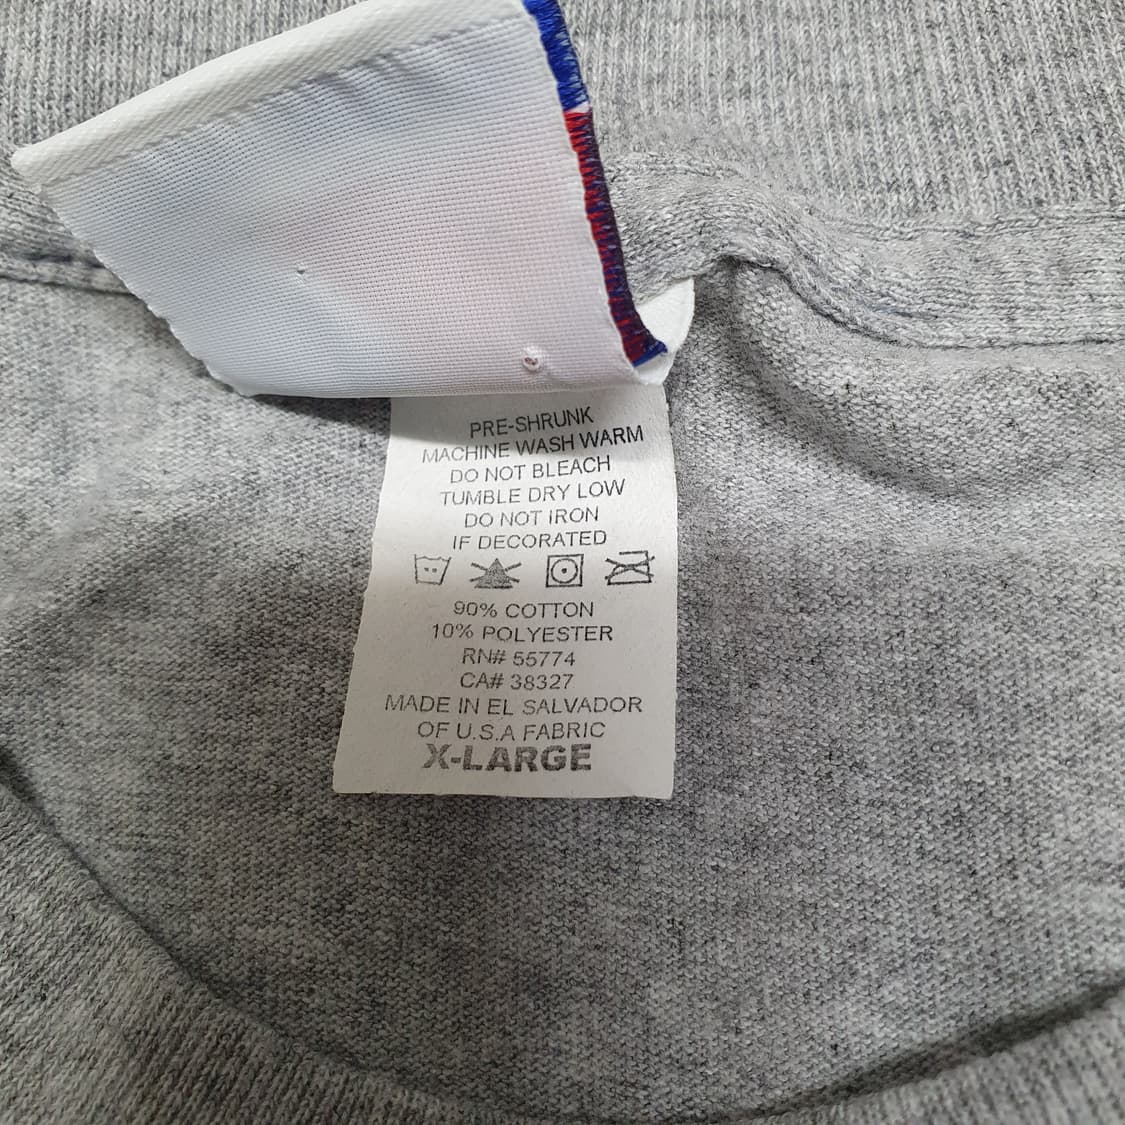 PRE-SHRUNK
MACHINE WASH WARM
DO NOT BLEACH
TUMBLE DRY LOW
DO NOT IRON
IF DECORATED
90% COTTON
10% POLYESTER
RN# 55774
CA# 38327
MADE IN EL SALVADOR
OF U.S.A FABRIC
X-LARGE